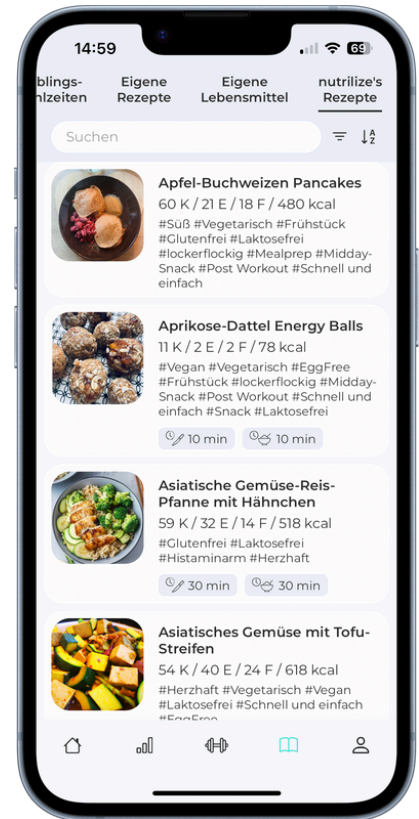 14:59
69
blings-
nlzeiten
Eigene
Rezepte
Eigene
Lebensmittel
nutrilize's
Rezepte
Suchen
A
Z
Apfel-Buchweizen Pancakes
60 K / 21 E / 18 F / 480 kcal
#Süß #Vegetarisch #Frühstück
#Glutenfrei #Laktosefrei
#lockerflockig #Mealprep #Midday-
Snack #Post Workout #Schnell und
einfach
Aprikose-Dattel Energy Balls
11 K / 2 E / 2 F / 78 kcal
#Vegan #Vegetarisch #EggFree
#Frühstück #lockerflockig #Midday-
Snack #Post Workout #Schnell und
einfach #Snack #Laktosefrei
10 min
10 min
Asiatische Gemüse-Reis-
Pfanne mit Hähnchen
59 K / 32 E / 14 F / 518 kcal
#Glutenfrei #Laktosefrei
#Histaminarm #Herzhaft
30 min
30 min
Asiatisches Gemüse mit Tofu-
Streifen
54 K / 40 E / 24 F / 618 kcal
#Herzhaft #Vegetarisch #Vegan
#Laktosefrei #Schnell und einfach
#EggFree